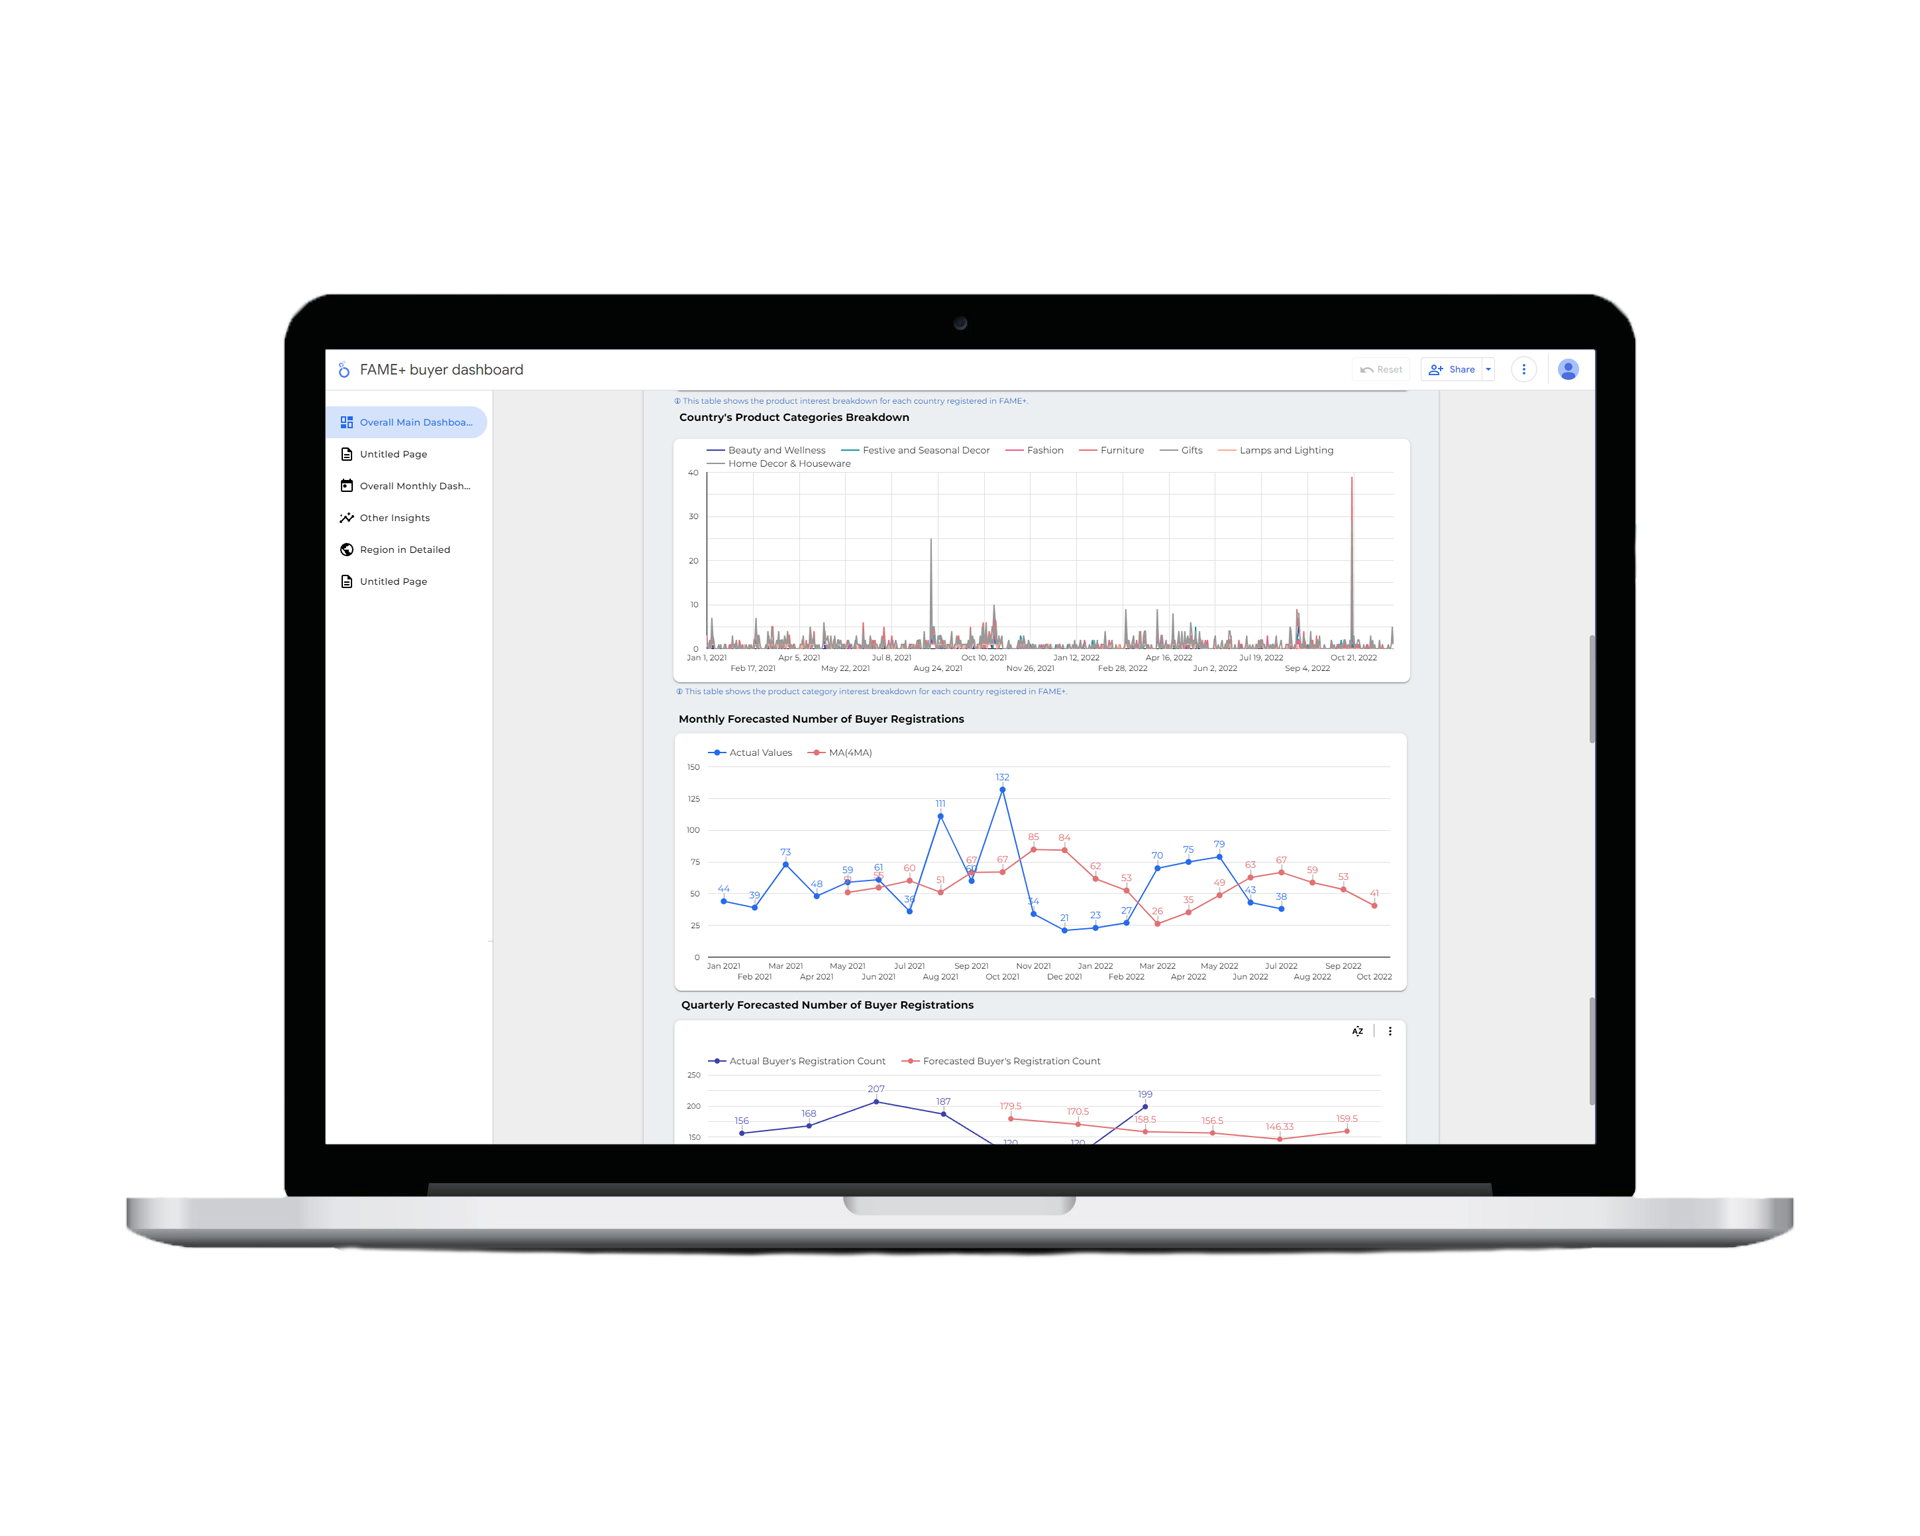 FAME+ buyer dashboard
Reset
Share
Overall Main Dashboa...
Untitled Page
Overall Monthly Dash...
Other Insights
Region in Detailed
Untitled Page
This table shows the product interest breakdown for each country registered in FAME+.
Country's Product Categories Breakdown
Beauty and Wellness Festive and Seasonal Decor Fashion Furniture Gifts Lamps and Lighting
Home Decor & Houseware
40
30
20
10
0
Jan 1, 2021 Apr 5, 2021 Jul 8, 2021 Oct 10, 2021 Jan 12, 2022 Apr 16, 2022 Jul 19, 2022 Oct 21, 2022
Feb 17, 2021 May 22, 2021 Aug 24, 2021 Nov 26, 2021 Feb 28, 2022 Jun 2, 2022 Sep 4, 2022
This table shows the product category interest breakdown for each country registered in FAME+.
Monthly Forecasted Number of Buyer Registrations
Actual Values MA(4MA)
150
125
100
75
50
25
0
44 39 73 48 59 61 36 111 132 34 21 23 27 70 75 79 43 38
60 51 67 67 85 84 62 53 26 35 49 63 67 59 53 41
Jan 2021 Mar 2021 May 2021 Jul 2021 Sep 2021 Nov 2021 Jan 2022 Mar 2022 May 2022 Jul 2022 Sep 2022
Feb 2021 Apr 2021 Jun 2021 Aug 2021 Oct 2021 Dec 2021 Feb 2022 Apr 2022 Jun 2022 Aug 2022 Oct 2022
Quarterly Forecasted Number of Buyer Registrations
AZ
Actual Buyer's Registration Count Forecasted Buyer's Registration Count
250
200
150
156 168 207 187 120 120 199
179.5 170.5 158.5 156.5 146.33 159.5